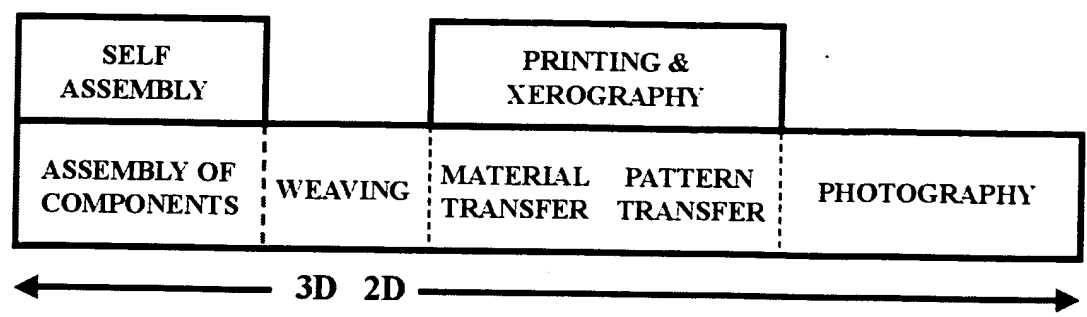 SELF
ASSEMBLY
PRINTING &
XEROGRAPHY
ASSEMBLY OF
COMPONENTS
WEAVING
MATERIAL
TRANSFER
PATTERN
TRANSFER
PHOTOGRAPHY
3D 2D